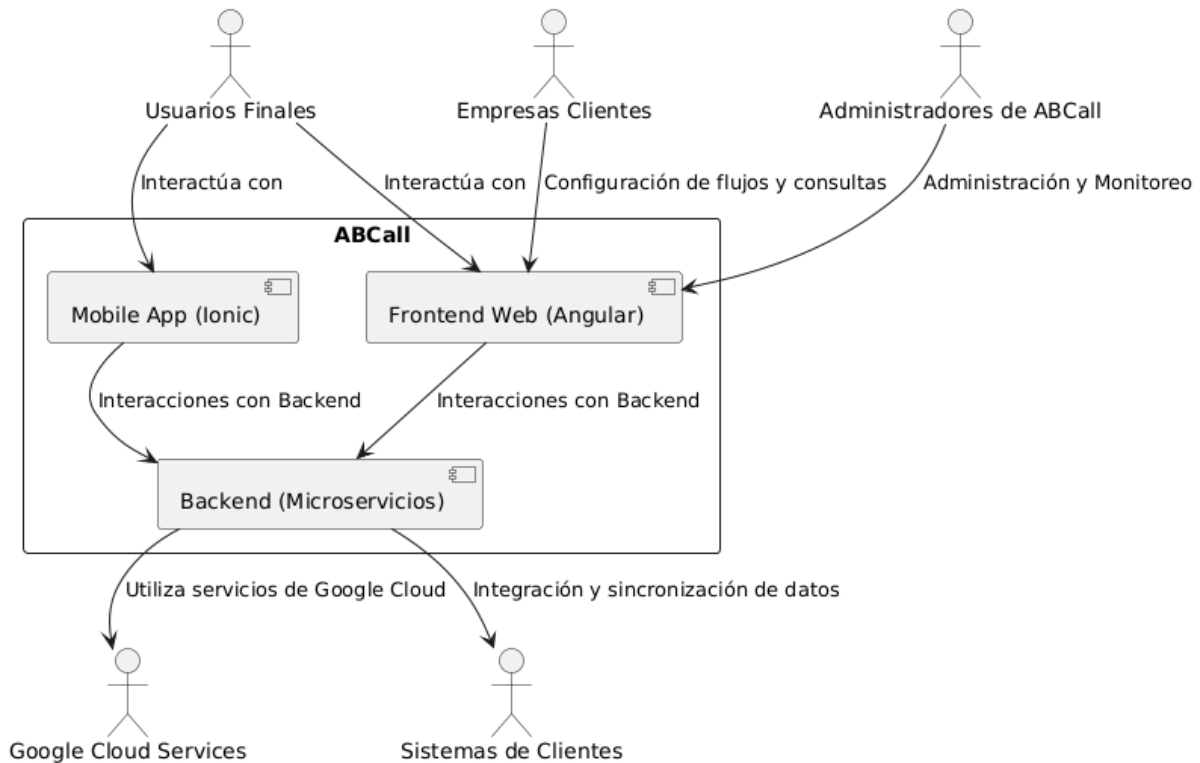 Usuarios Finales
Empresas Clientes
Administradores de ABCall
Interactúa con
Interactúa con
Configuración de flujos y consultas
Administración y Monitoreo
ABCall
Mobile App (Ionic)
Frontend Web (Angular)
Interacciones con Backend
Interacciones con Backend
Backend (Microservicios)
Utiliza servicios de Google Cloud
Integración y sincronización de datos
Google Cloud Services
Sistemas de Clientes